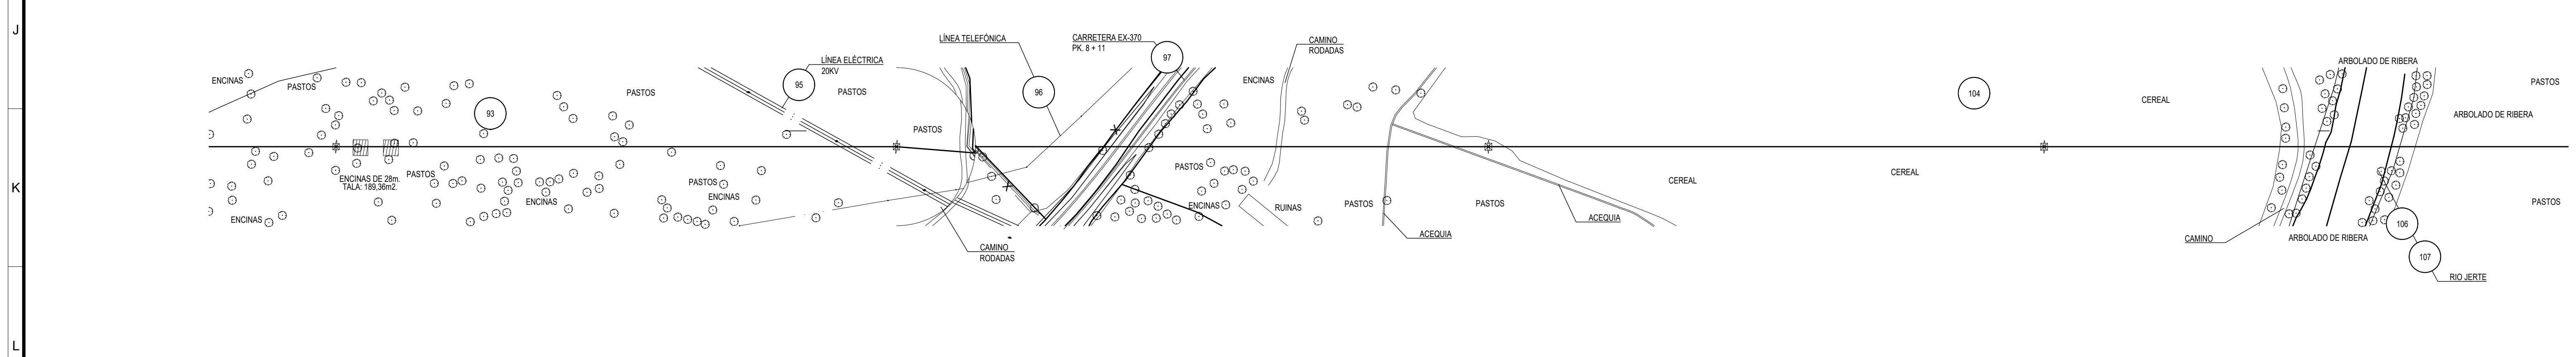 J
K
L
ENCINAS
PASTOS
93
ENCINAS DE 28m.
TALA: 189,36m2.
PASTOS
ENCINAS
ENCINAS
PASTOS
PASTOS
ENCINAS
95
LÍNEA ELÉCTRICA
20KV
PASTOS
PASTOS
LÍNEA TELEFÓNICA
96
CAMINO
RODADAS
CARRETERA EX-370
PK. 8 + 11
97
ENCINAS
PASTOS
ENCINAS
CAMINO
RODADAS
RUINAS
PASTOS
ACEQUIA
PASTOS
ACEQUIA
CEREAL
CEREAL
104
CEREAL
CAMINO
ARBOLADO DE RIBERA
ARBOLADO DE RIBERA
106
107
RIO JERTE
ARBOLADO DE RIBERA
PASTOS
PASTOS